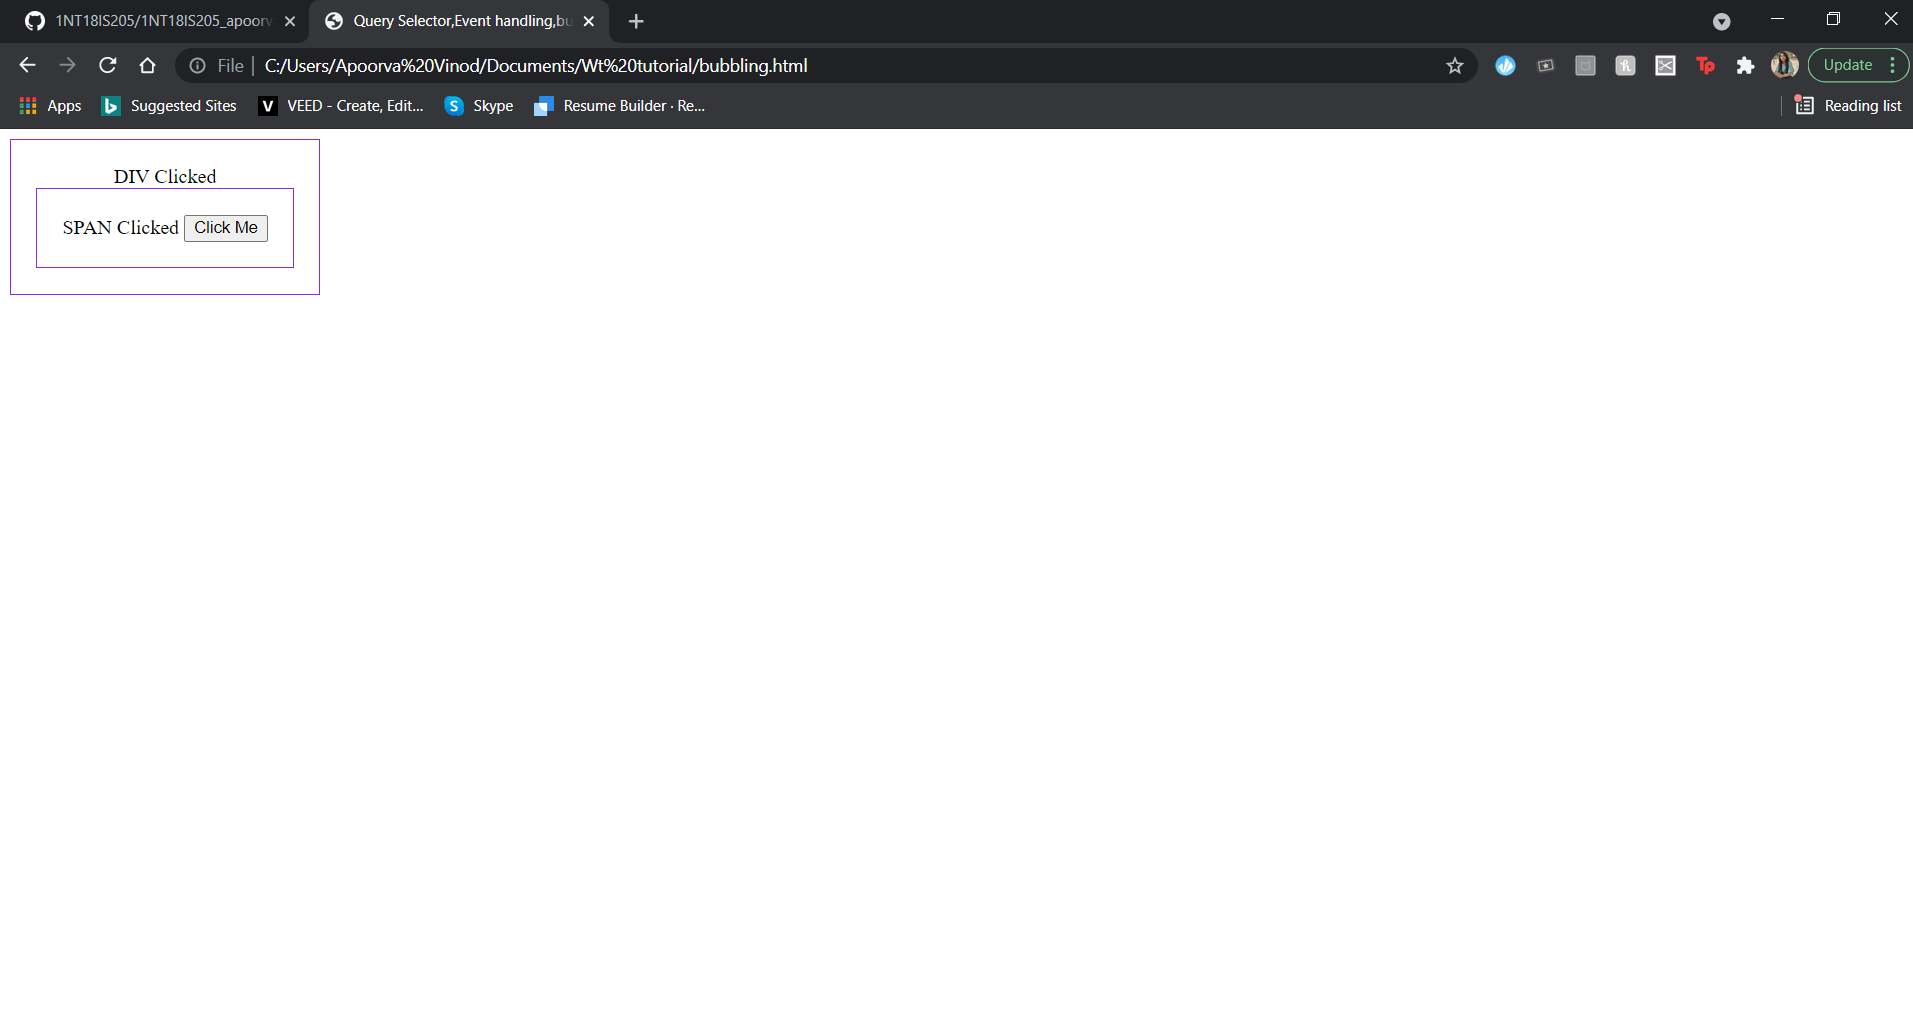 1NT18IS205/1NT18IS205_apoorv
Query Selector,Event handling,bu
File
C:/Users/Apoorva%20Vinod/Documents/Wt%20tutorial/bubbling.html
Tp
Update
Apps
Suggested Sites
V VEED - Create, Edit...
S Skype
Resume Builder · Re...
Reading list
DIV Clicked
SPAN Clicked Click Me